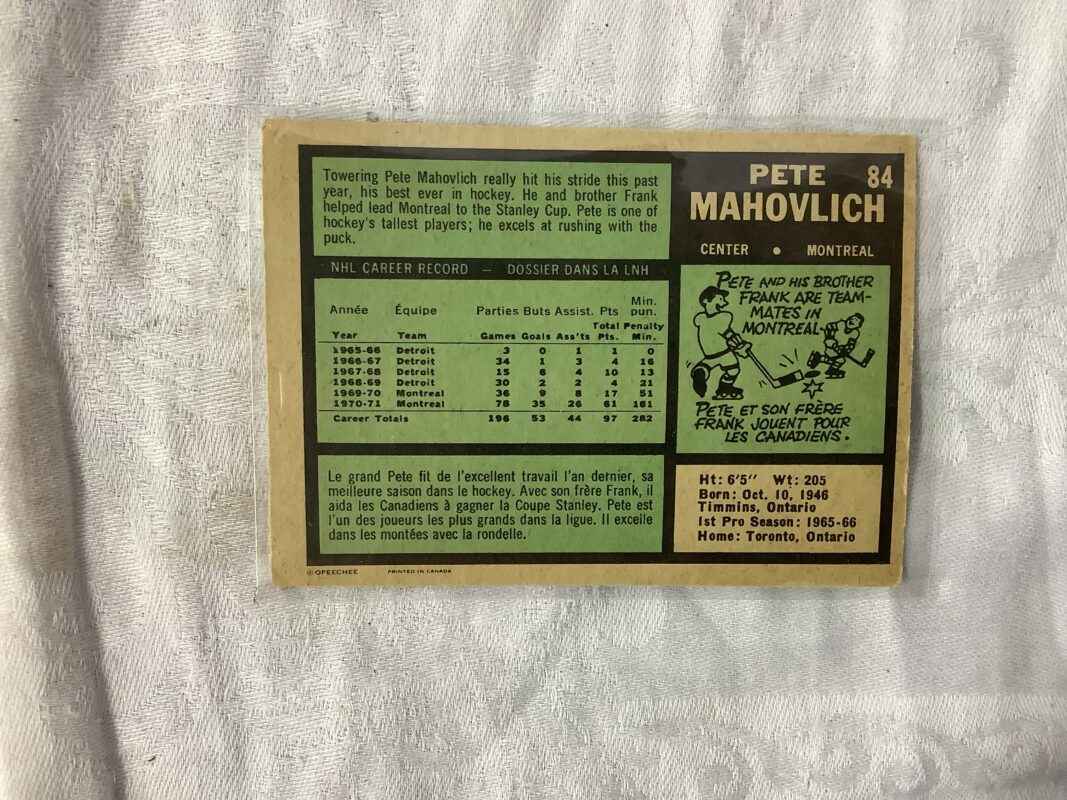 Towering Pete Mahovlich really hit his stride this past
year, his best ever in hockey. He and brother Frank
helped lead Montreal to the Stanley Cup. Pete is one of
hockey's tallest players; he excels at rushing with the
puck.
PETE 84
MAHOVLICH
CENTER • MONTREAL
NHL CAREER RECORD — DOSSIER DANS LA LNH
Année Équipe Parties Buts Assist. Pts Min. pun.
Year Team Games Goals Ass'ts Total Pts. Penalty Min.
1965-66 Detroit 3 0 1 1 0
1966-67 Detroit 34 1 3 4 16
1967-68 Detroit 15 6 4 10 13
1968-69 Detroit 30 2 2 4 21
1969-70 Montreal 36 9 8 17 51
1970-71 Montreal 78 35 26 61 181
Career Totals 196 53 44 97 282
PETE AND HIS BROTHER
FRANK ARE TEAM-
MATES IN
MONTREAL
PETE ET SON FRÈRE
FRANK JOUENT POUR
LES CANADIENS.
Le grand Pete fit de l'excellent travail l'an dernier, sa
meilleure saison dans le hockey. Avec son frère Frank, il
aida les Canadiens à gagner la Coupe Stanley. Pete est
l'un des joueurs les plus grands dans la ligue. Il excelle
dans les montées avec la rondelle.
Ht: 6'5" Wt: 205
Born: Oct. 10, 1946
Timmins, Ontario
1st Pro Season: 1965-66
Home: Toronto, Ontario
© OPEECHEE PRINTED IN CANADA